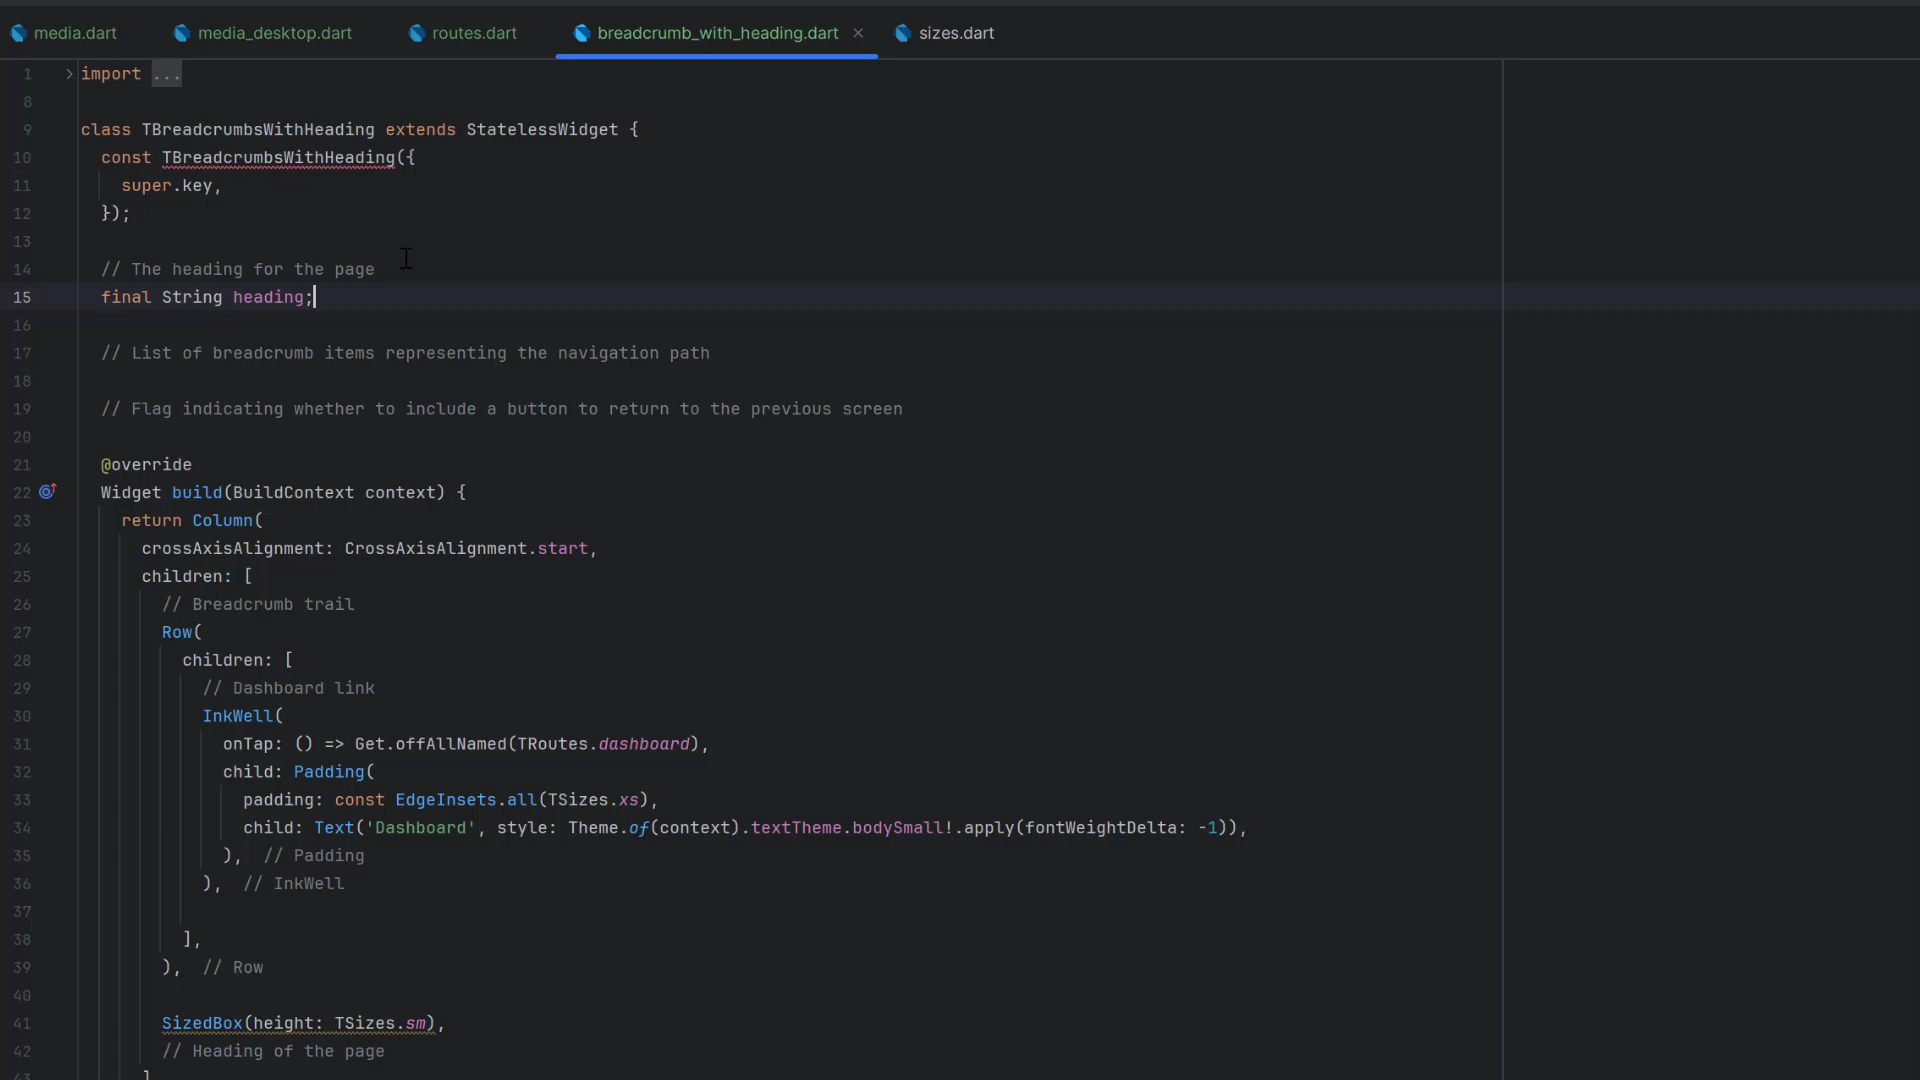 media.dart media_desktop.dart routes.dart breadcrumb_with_heading.dart × sizes.dart
1 > import ...
8
9 class TBreadcrumbsWithHeading extends StatelessWidget {
10 const TBreadcrumbsWithHeading({
11 super.key,
12 });
13
14 // The heading for the page
15 final String heading;
16
17 // List of breadcrumb items representing the navigation path
18
19 // Flag indicating whether to include a button to return to the previous screen
20
21 @override
22 Widget build(BuildContext context) {
23 return Column(
24 crossAxisAlignment: CrossAxisAlignment.start,
25 children: [
26 // Breadcrumb trail
27 Row(
28 children: [
29 // Dashboard link
30 InkWell(
31 onTap: () => Get.offAllNamed(TRoutes.dashboard),
32 child: Padding(
33 padding: const EdgeInsets.all(TSizes.xs),
34 child: Text('Dashboard', style: Theme.of(context).textTheme.bodySmall!.apply(fontWeightDelta: -1)),
35 ), // Padding
36 ), // InkWell
37
38 ],
39 ), // Row
40
41 SizedBox(height: TSizes.sm),
42 // Heading of the page
43 ]